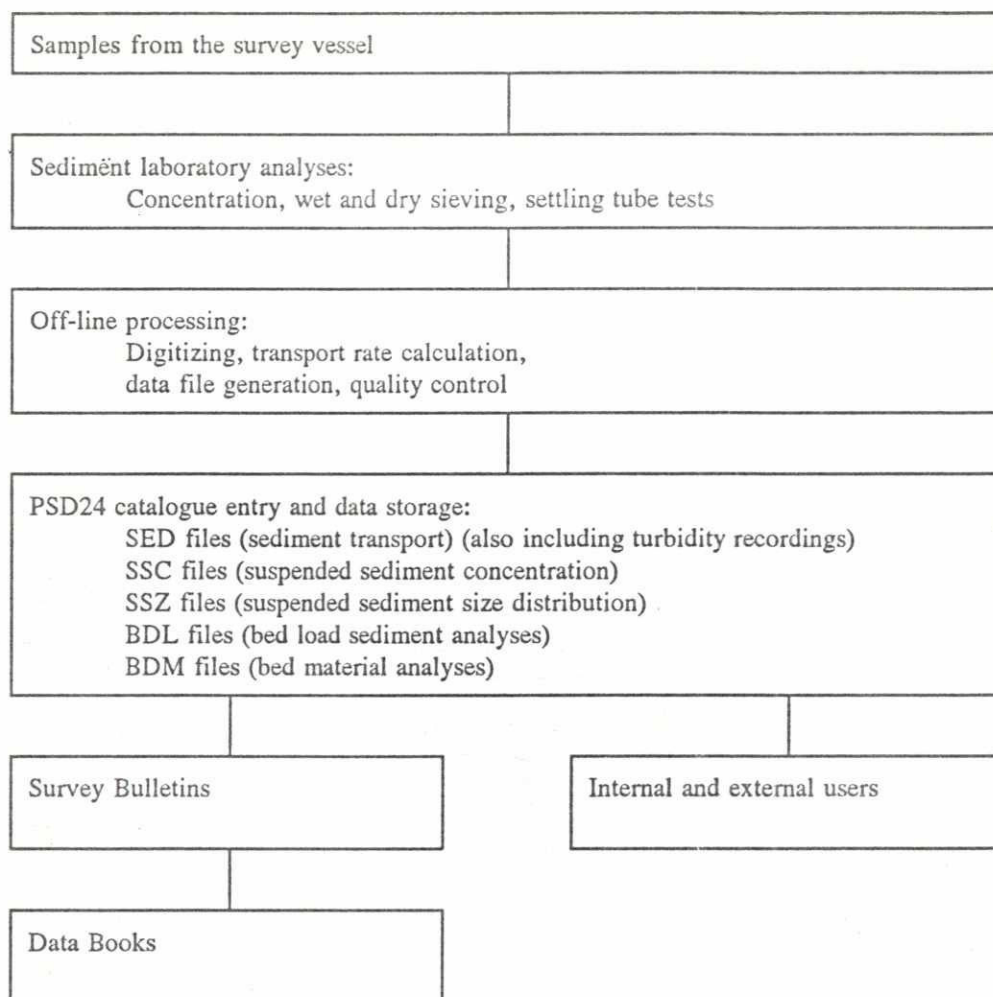 Samples from the survey vessel
Sediment laboratory analyses:
Concentration, wet and dry sieving, settling tube tests
Off-line processing:
Digitizing, transport rate calculation,
data file generation, quality control
PSD24 catalogue entry and data storage:
SED files (sediment transport) (also including turbidity recordings)
SSC files (suspended sediment concentration)
SSZ files (suspended sediment size distribution)
BDL files (bed load sediment analyses)
BDM files (bed material analyses)
Survey Bulletins
Internal and external users
Data Books